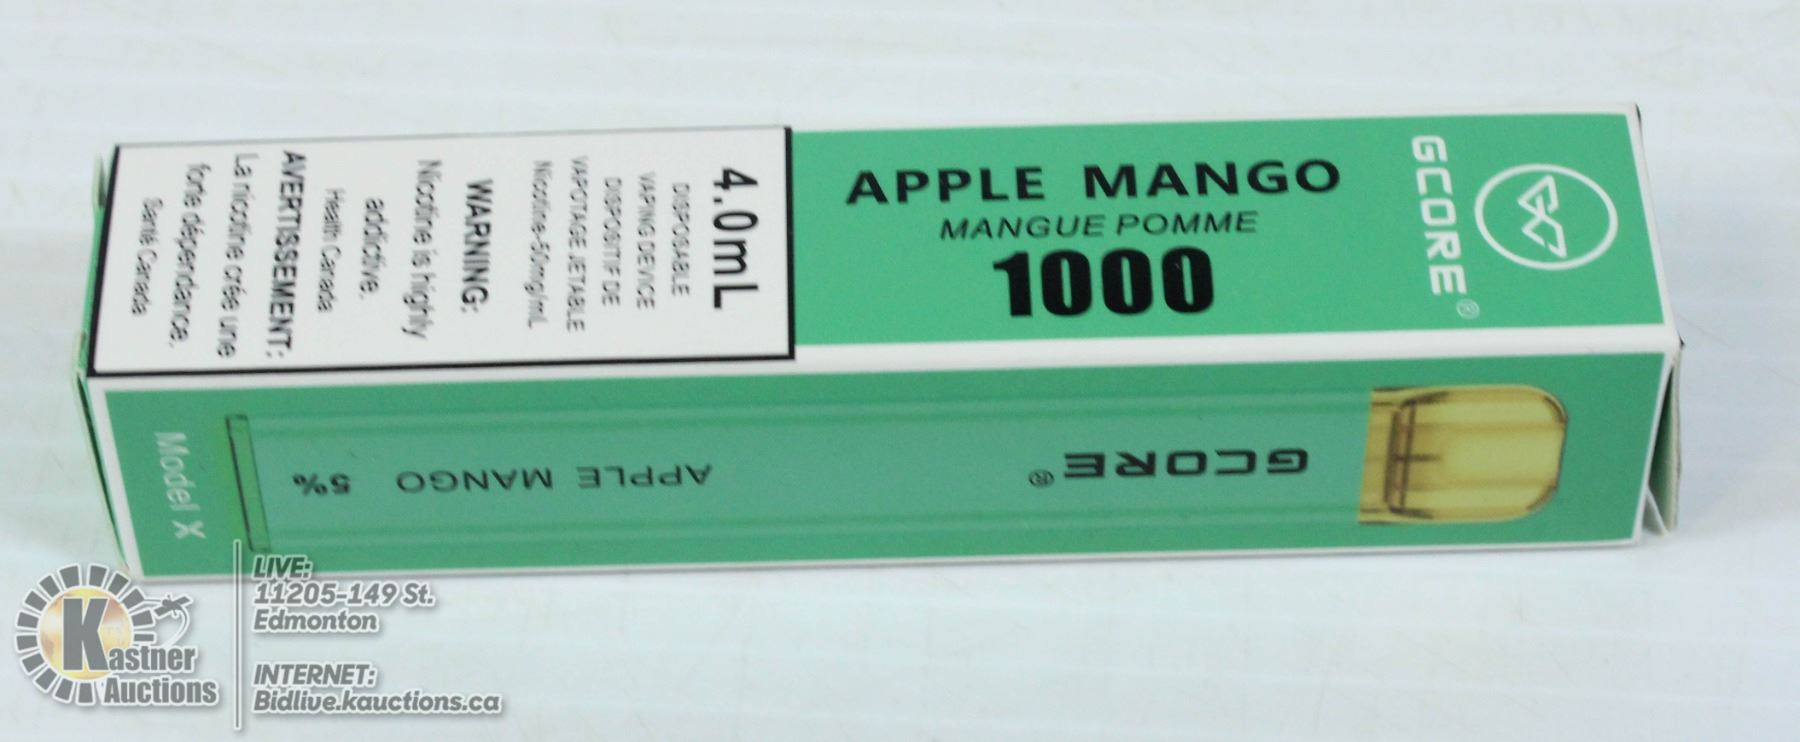 4.0mL
DISPOSABLE
VAPING DEVICE
DISPOSITIF DE
VAPOTAGE JETABLE
Nicotine-50mg/mL
WARNING:
Nicotine is highly
addictive.
Health Canada
AVERTISSEMENT:
La nicotine crée une
forte dépendance.
Santé Canada
APPLE MANGO
MANGUE POMME
1000
GCORE®
GCORE®
APPLE MANGO 5%
Model X
Kastner
Auctions
LIVE:
11205-149 St.
Edmonton
INTERNET:
Bidlive.kauctions.ca